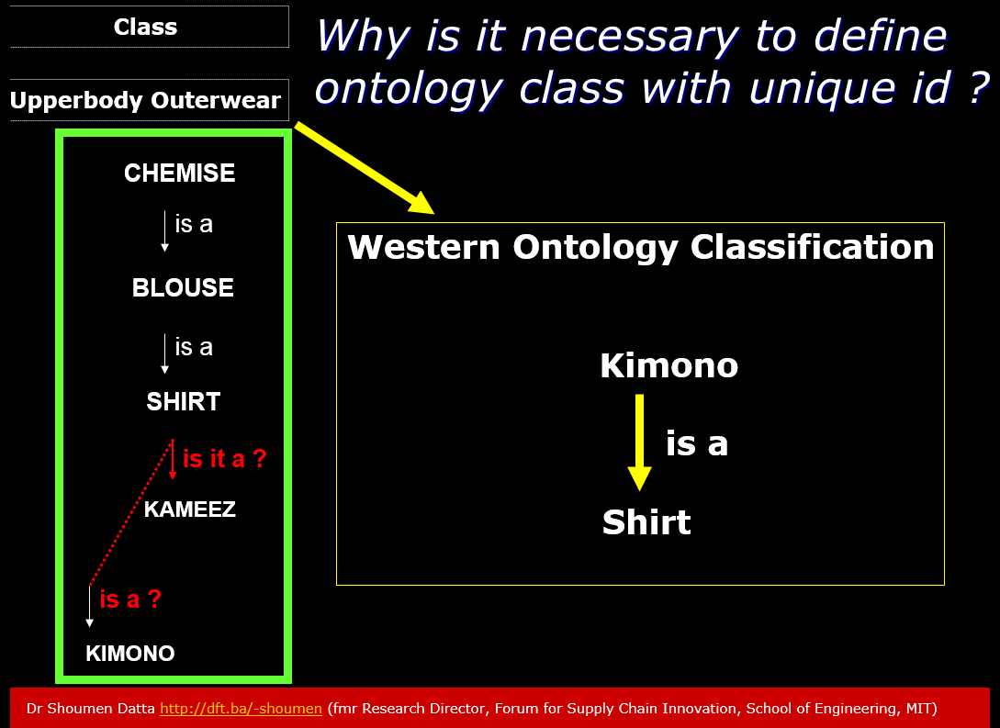 Class
Why is it necessary to define
ontology class with unique id ?
Upperbody Outerwear
CHEMISE
is a
BLOUSE
is a
SHIRT
is it a ?
KAMEEZ
is a ?
KIMONO
Western Ontology Classification
Kimono
is a
Shirt
Dr Shoumen Datta http://dft.ba/-shoumen (fmr Research Director, Forum for Supply Chain Innovation, School of Engineering, MIT)